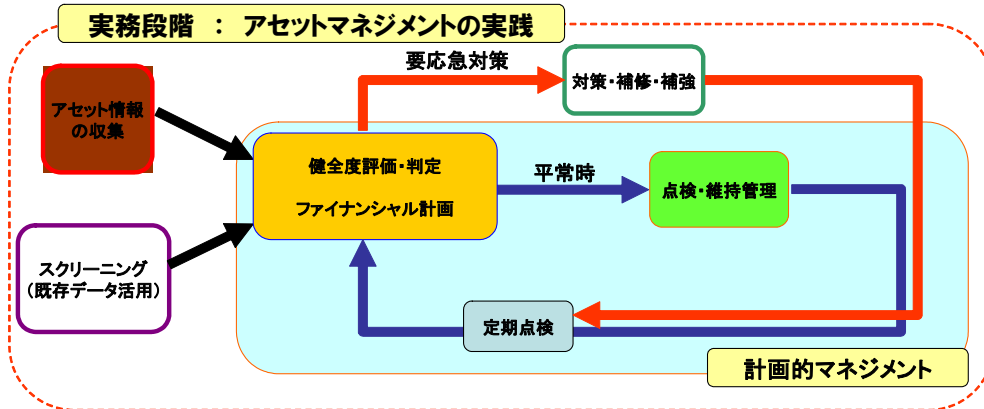 実務段階 ： アセットマネジメントの実践
要応急対策
対策・補修・補強
アセット情報
の収集
健全度評価・判定
ファイナンシャル計画
平常時
点検・維持管理
スクリーニング
（既存データ活用）
定期点検
計画的マネジメント